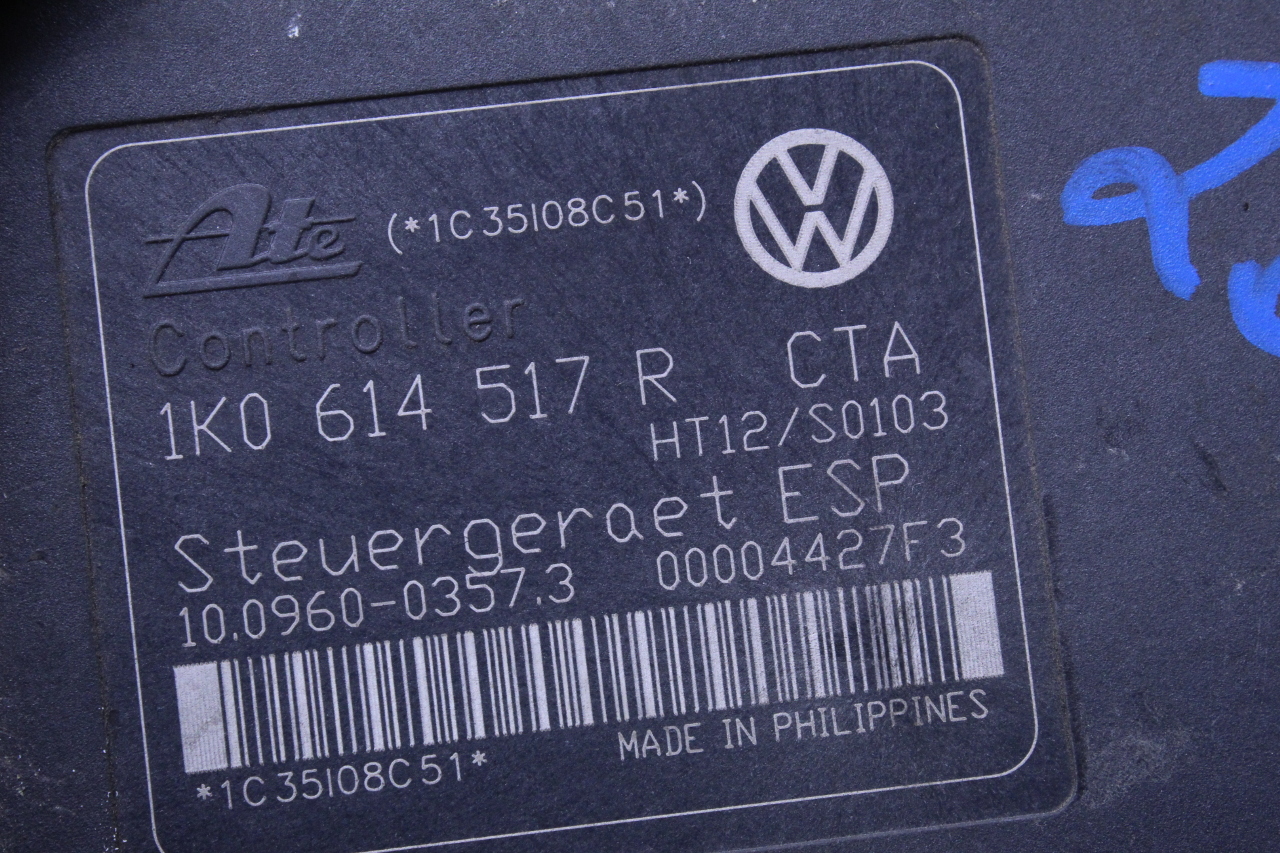 Ate (*1C35I08C51*)
Controller
1K0 614 517 R CTA
HT12/S0103
Steuergeraet ESP
10.0960-0357.3 00004427F3
*1C35I08C51*
MADE IN PHILIPPINES